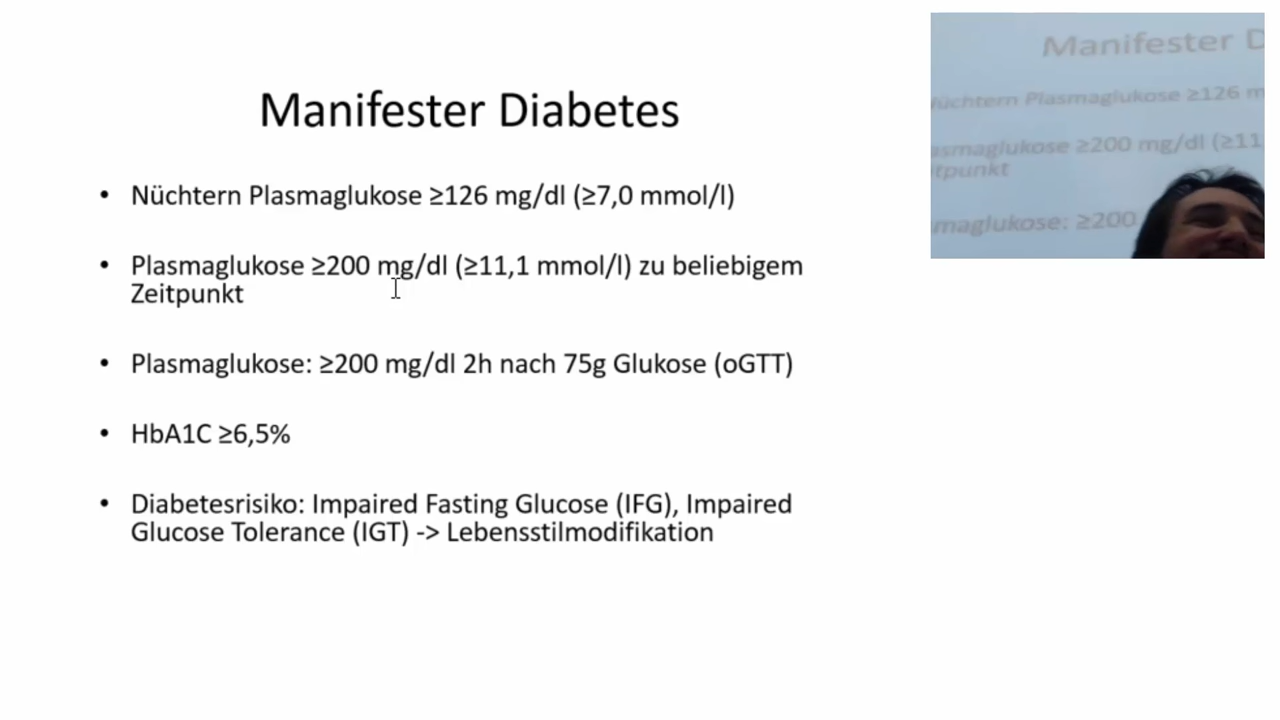 Manifester Diabetes
• Nüchtern Plasmaglukose ≥126 mg/dl (≥7,0 mmol/l)
• Plasmaglukose ≥200 mg/dl (≥11,1 mmol/l) zu beliebigem
Zeitpunkt
• Plasmaglukose: ≥200 mg/dl 2h nach 75g Glukose (oGTT)
• HbA1C ≥6,5%
• Diabetesrisiko: Impaired Fasting Glucose (IFG), Impaired
Glucose Tolerance (IGT) -> Lebensstilmodifikation
Manifester D
üchtern Plasmaglukose ≥126 m
asmaglukose ≥200 mg/dl (≥11
tpunkt
maglukose: ≥200